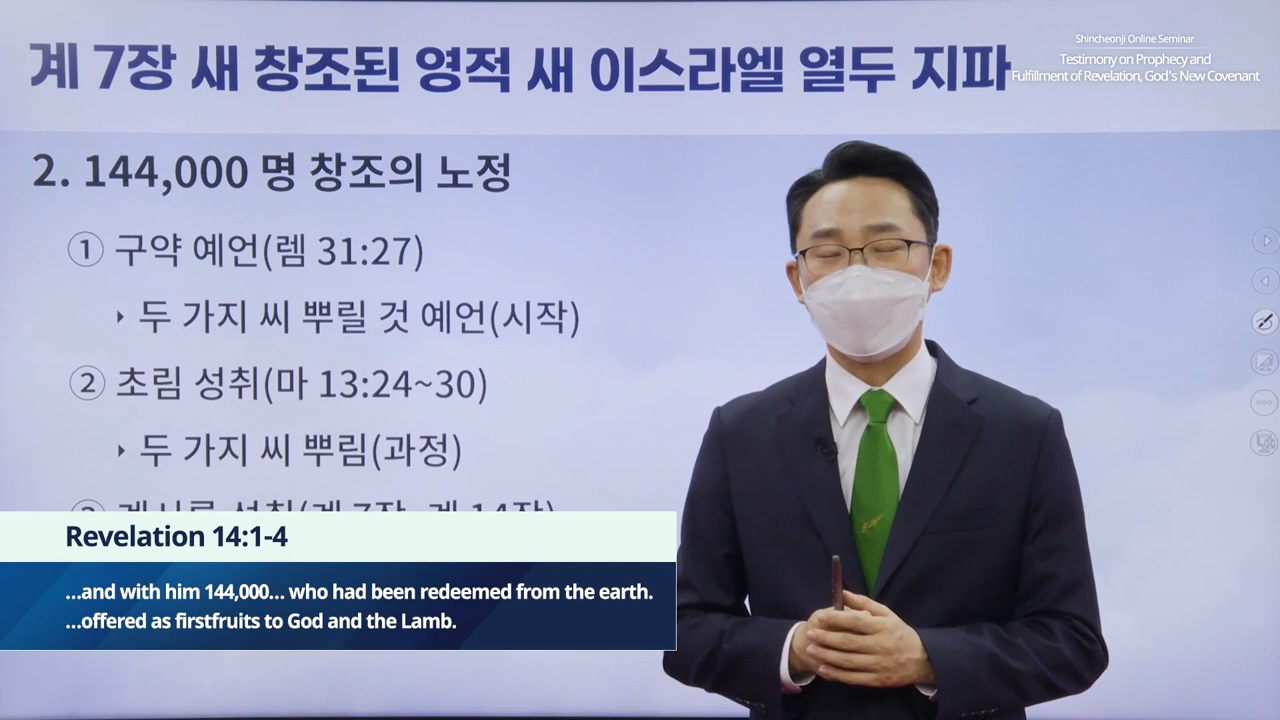 계 7장 새 창조된 영적 새 이스라엘 열두 지파
Shincheonji Online Seminar
Testimony on Prophecy and
Fulfillment of Revelation, God's New Covenant
2. 144,000 명 창조의 노정
① 구약 예언(렘 31:27)
‣ 두 가지 씨 뿌릴 것 예언(시작)
② 초림 성취(마 13:24~30)
‣ 두 가지 씨 뿌림(과정)
Revelation 14:1-4
...and with him 144,000... who had been redeemed from the earth.
...offered as firstfruits to God and the Lamb.